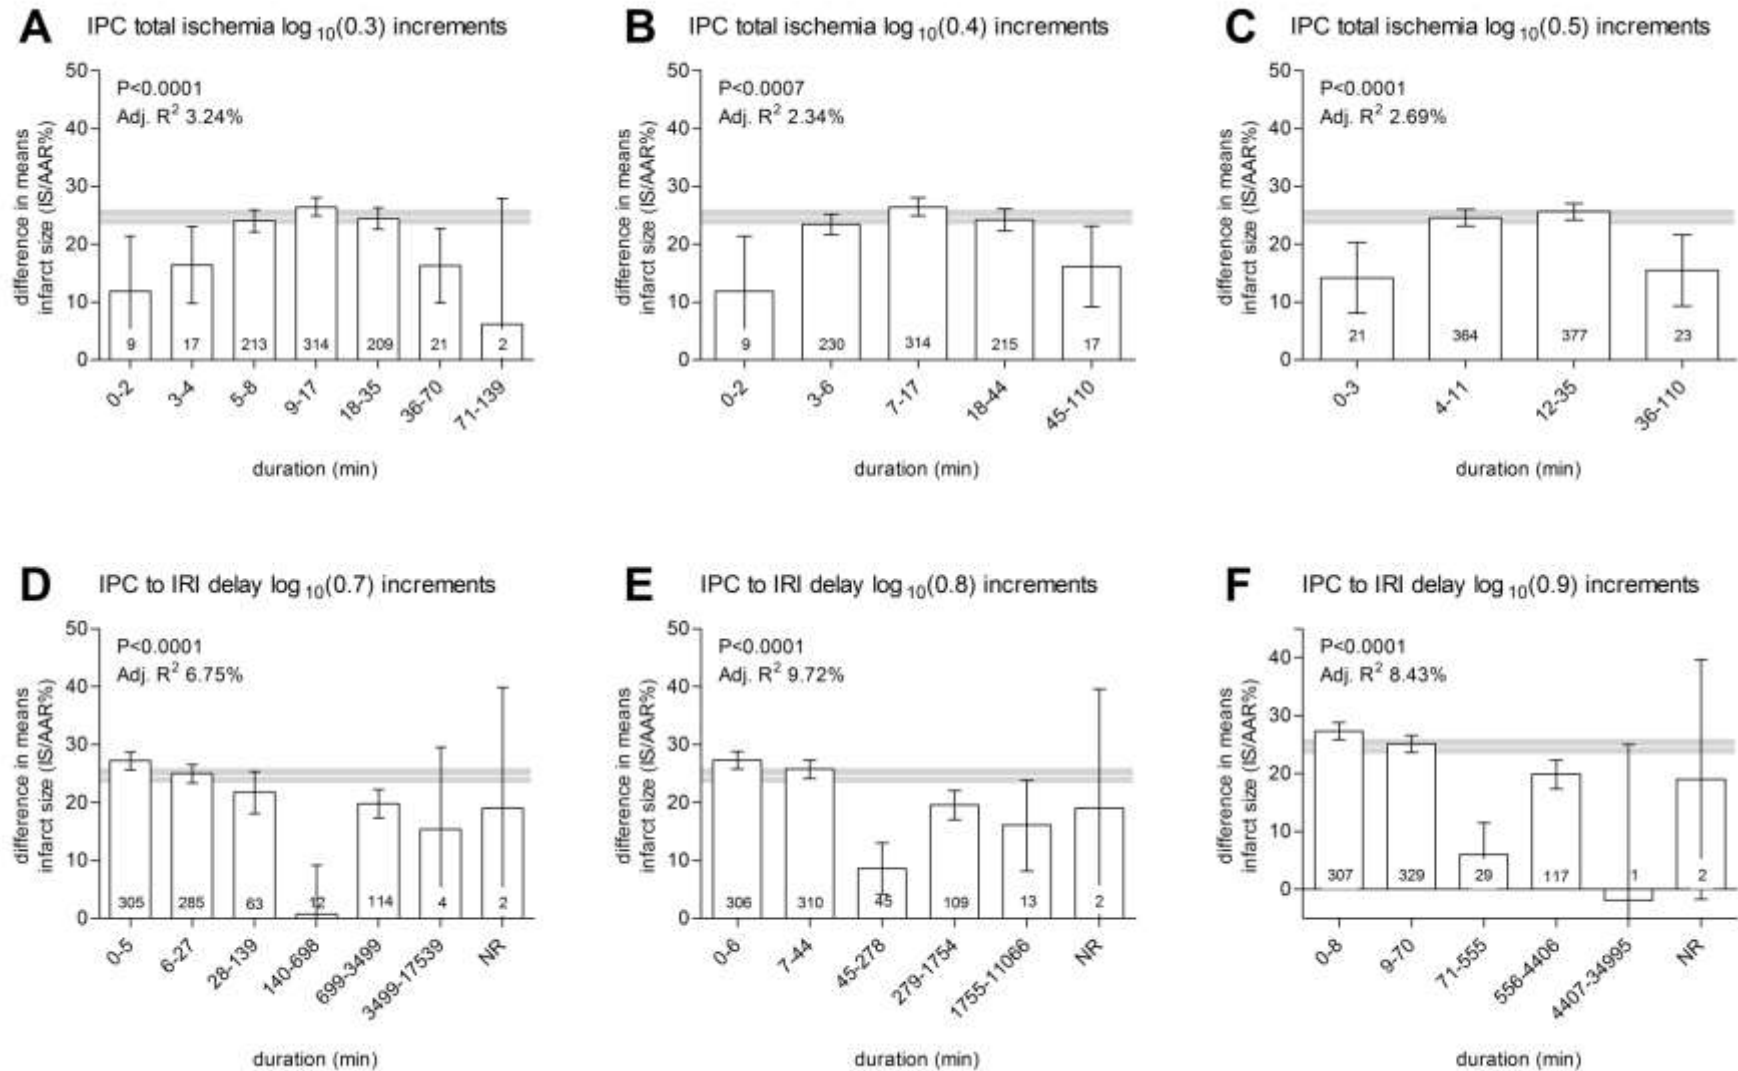 A IPC total ischemia log 10(0.3) increments
50
40
30
20
10
0
difference in means
infarct size (IS/AAR%)
P<0.0001
Adj. R2 3.24%
9 17 213 314 209 21 2
0-2 3-4 5-8 9-17 18-35 36-70 71-139
duration (min)
B IPC total ischemia log 10(0.4) increments
50
40
30
20
10
0
difference in means
infarct size (IS/AAR%)
P<0.0007
Adj. R2 2.34%
9 230 314 215 17
0-2 3-6 7-17 18-44 45-110
duration (min)
C IPC total ischemia log 10(0.5) increments
50
40
30
20
10
0
difference in means
infarct size (IS/AAR%)
P<0.0001
Adj. R2 2.69%
21 364 377 23
0-3 4-11 12-35 36-110
duration (min)
D IPC to IRI delay log 10(0.7) increments
50
40
30
20
10
0
difference in means
infarct size (IS/AAR%)
P<0.0001
Adj. R2 6.75%
305 285 63 12 114 4 2
0-5 6-27 28-139 140-698 699-3499 3499-17539 NR
duration (min)
E IPC to IRI delay log 10(0.8) increments
50
40
30
20
10
0
difference in means
infarct size (IS/AAR%)
P<0.0001
Adj. R2 9.72%
306 310 45 109 13 2
0-6 7-44 45-278 279-1754 1755-11066 NR
duration (min)
F IPC to IRI delay log 10(0.9) increments
40
30
20
10
0
difference in means
infarct size (IS/AAR%)
P<0.0001
Adj. R2 8.43%
307 329 29 117 1 2
0-8 9-70 71-555 556-4406 4407-34995 NR
duration (min)